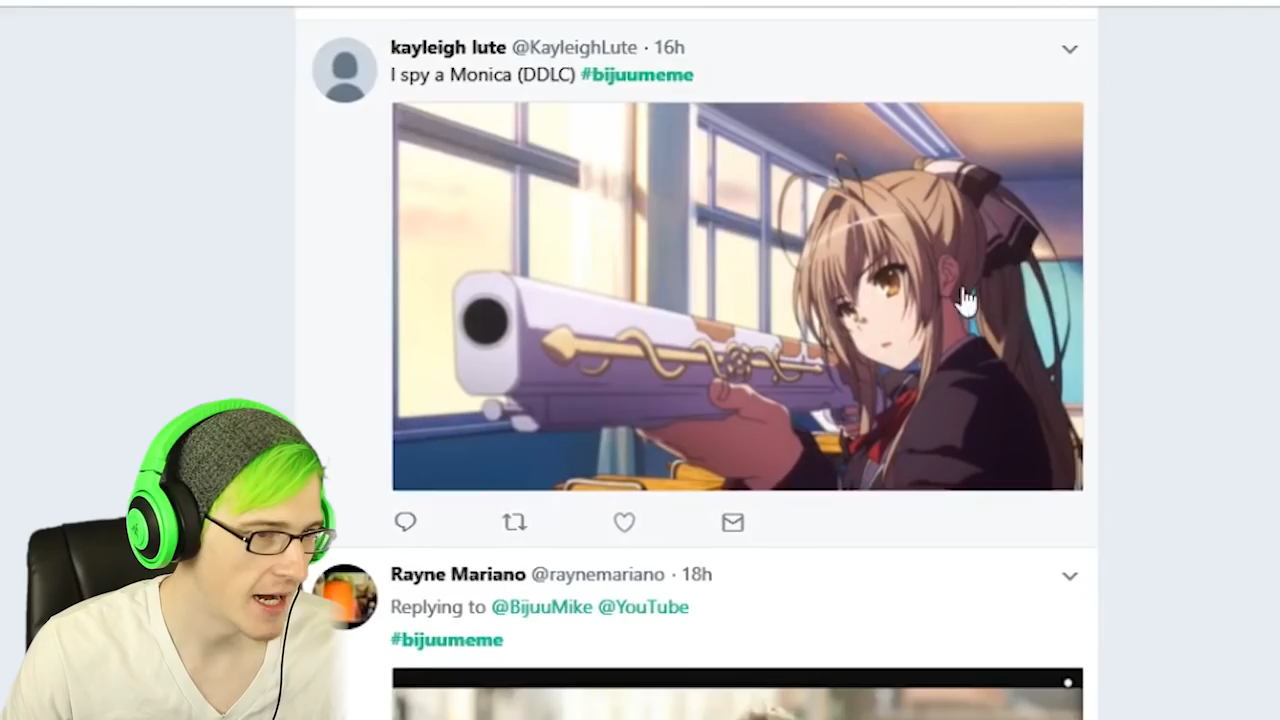 kayleigh lute @KayleighLute · 16h
I spy a Monica (DDLC) #bijuumeme
Rayne Mariano @raynemariano · 18h
Replying to @BijuuMike @YouTube
#bijuumeme